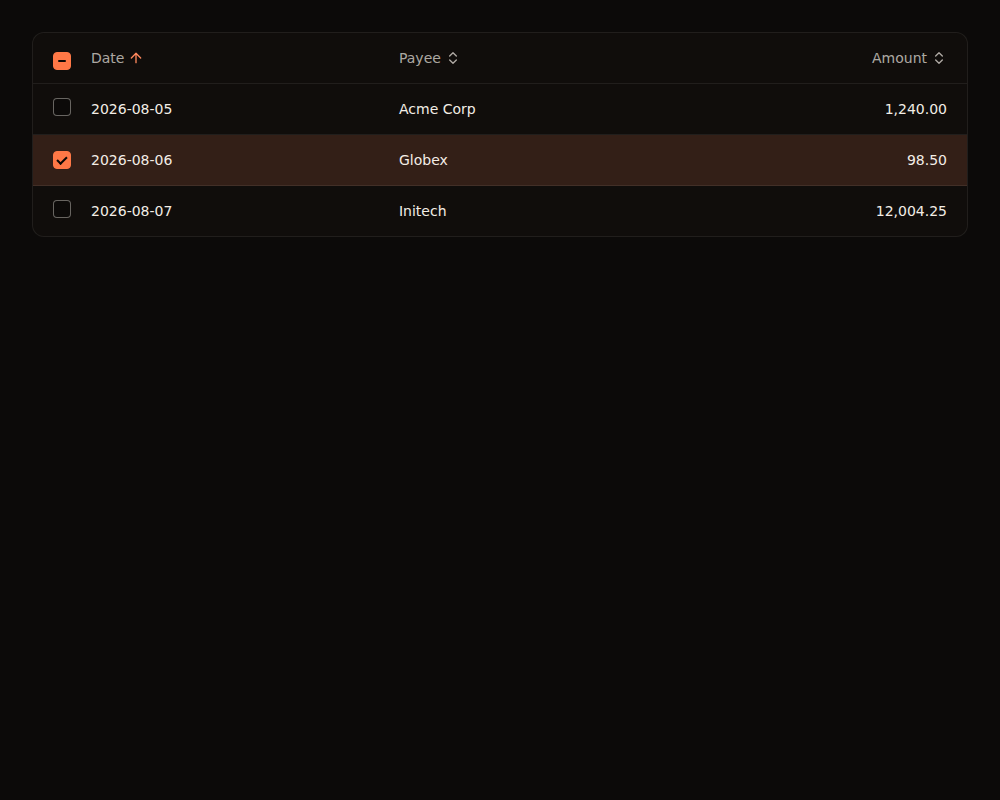 Date Payee Amount
2026-08-05 Acme Corp 1,240.00
2026-08-06 Globex 98.50
2026-08-07 Initech 12,004.25